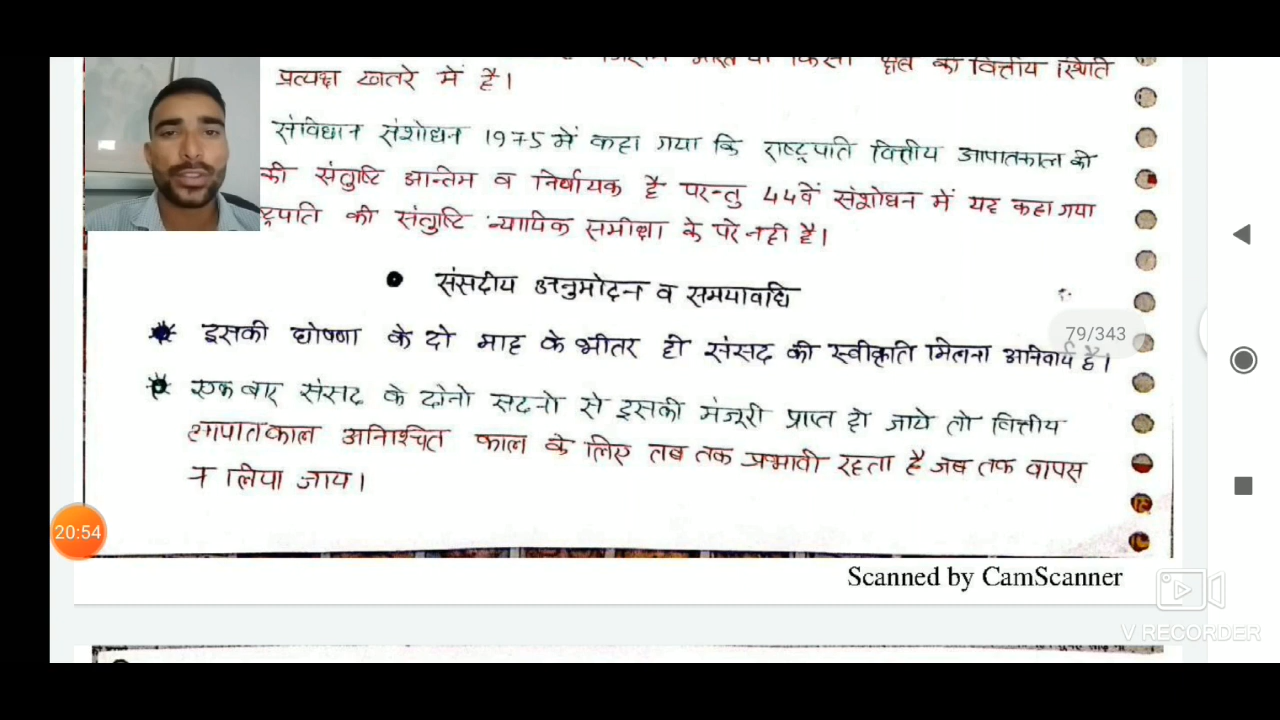 की वित्तीय स्थिति
प्रत्यक्ष खतरे में है।
संविधान संशोधन 1975 में कहा गया कि राष्ट्रपति वित्तीय आपातकाल की
की संतुष्टि अन्तिम व निर्णायक है परन्तु 44वें संशोधन में यह कहा गया
ष्ट्रपति की संतुष्टि न्यायिक समीक्षा के परे नही है।
• संसदीय अनुमोदन व समयावधि
इसकी घोषणा के दो माह के भीतर ही संसद की स्वीकृति मिलना अनिवार्य है।
79/343
एक बार संसद के दोनो सदनो से इसकी मंजूरी प्राप्त हो जाये तो वित्तीय
आपातकाल अनिश्चित काल के लिए तब तक प्रभावी रहता है जब तक वापस
न लिया जाय।
20:54
Scanned by CamScanner
V RECORDER